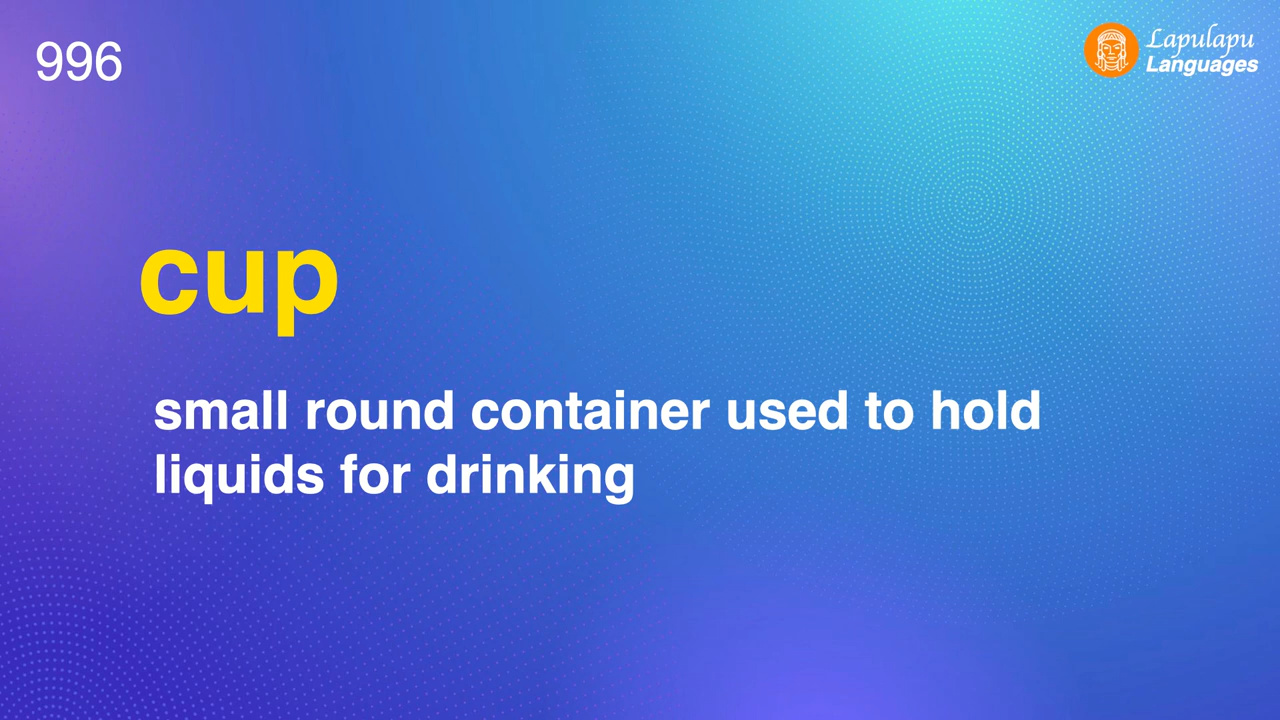 996
Lapulapu
Languages
cup
small round container used to hold
liquids for drinking